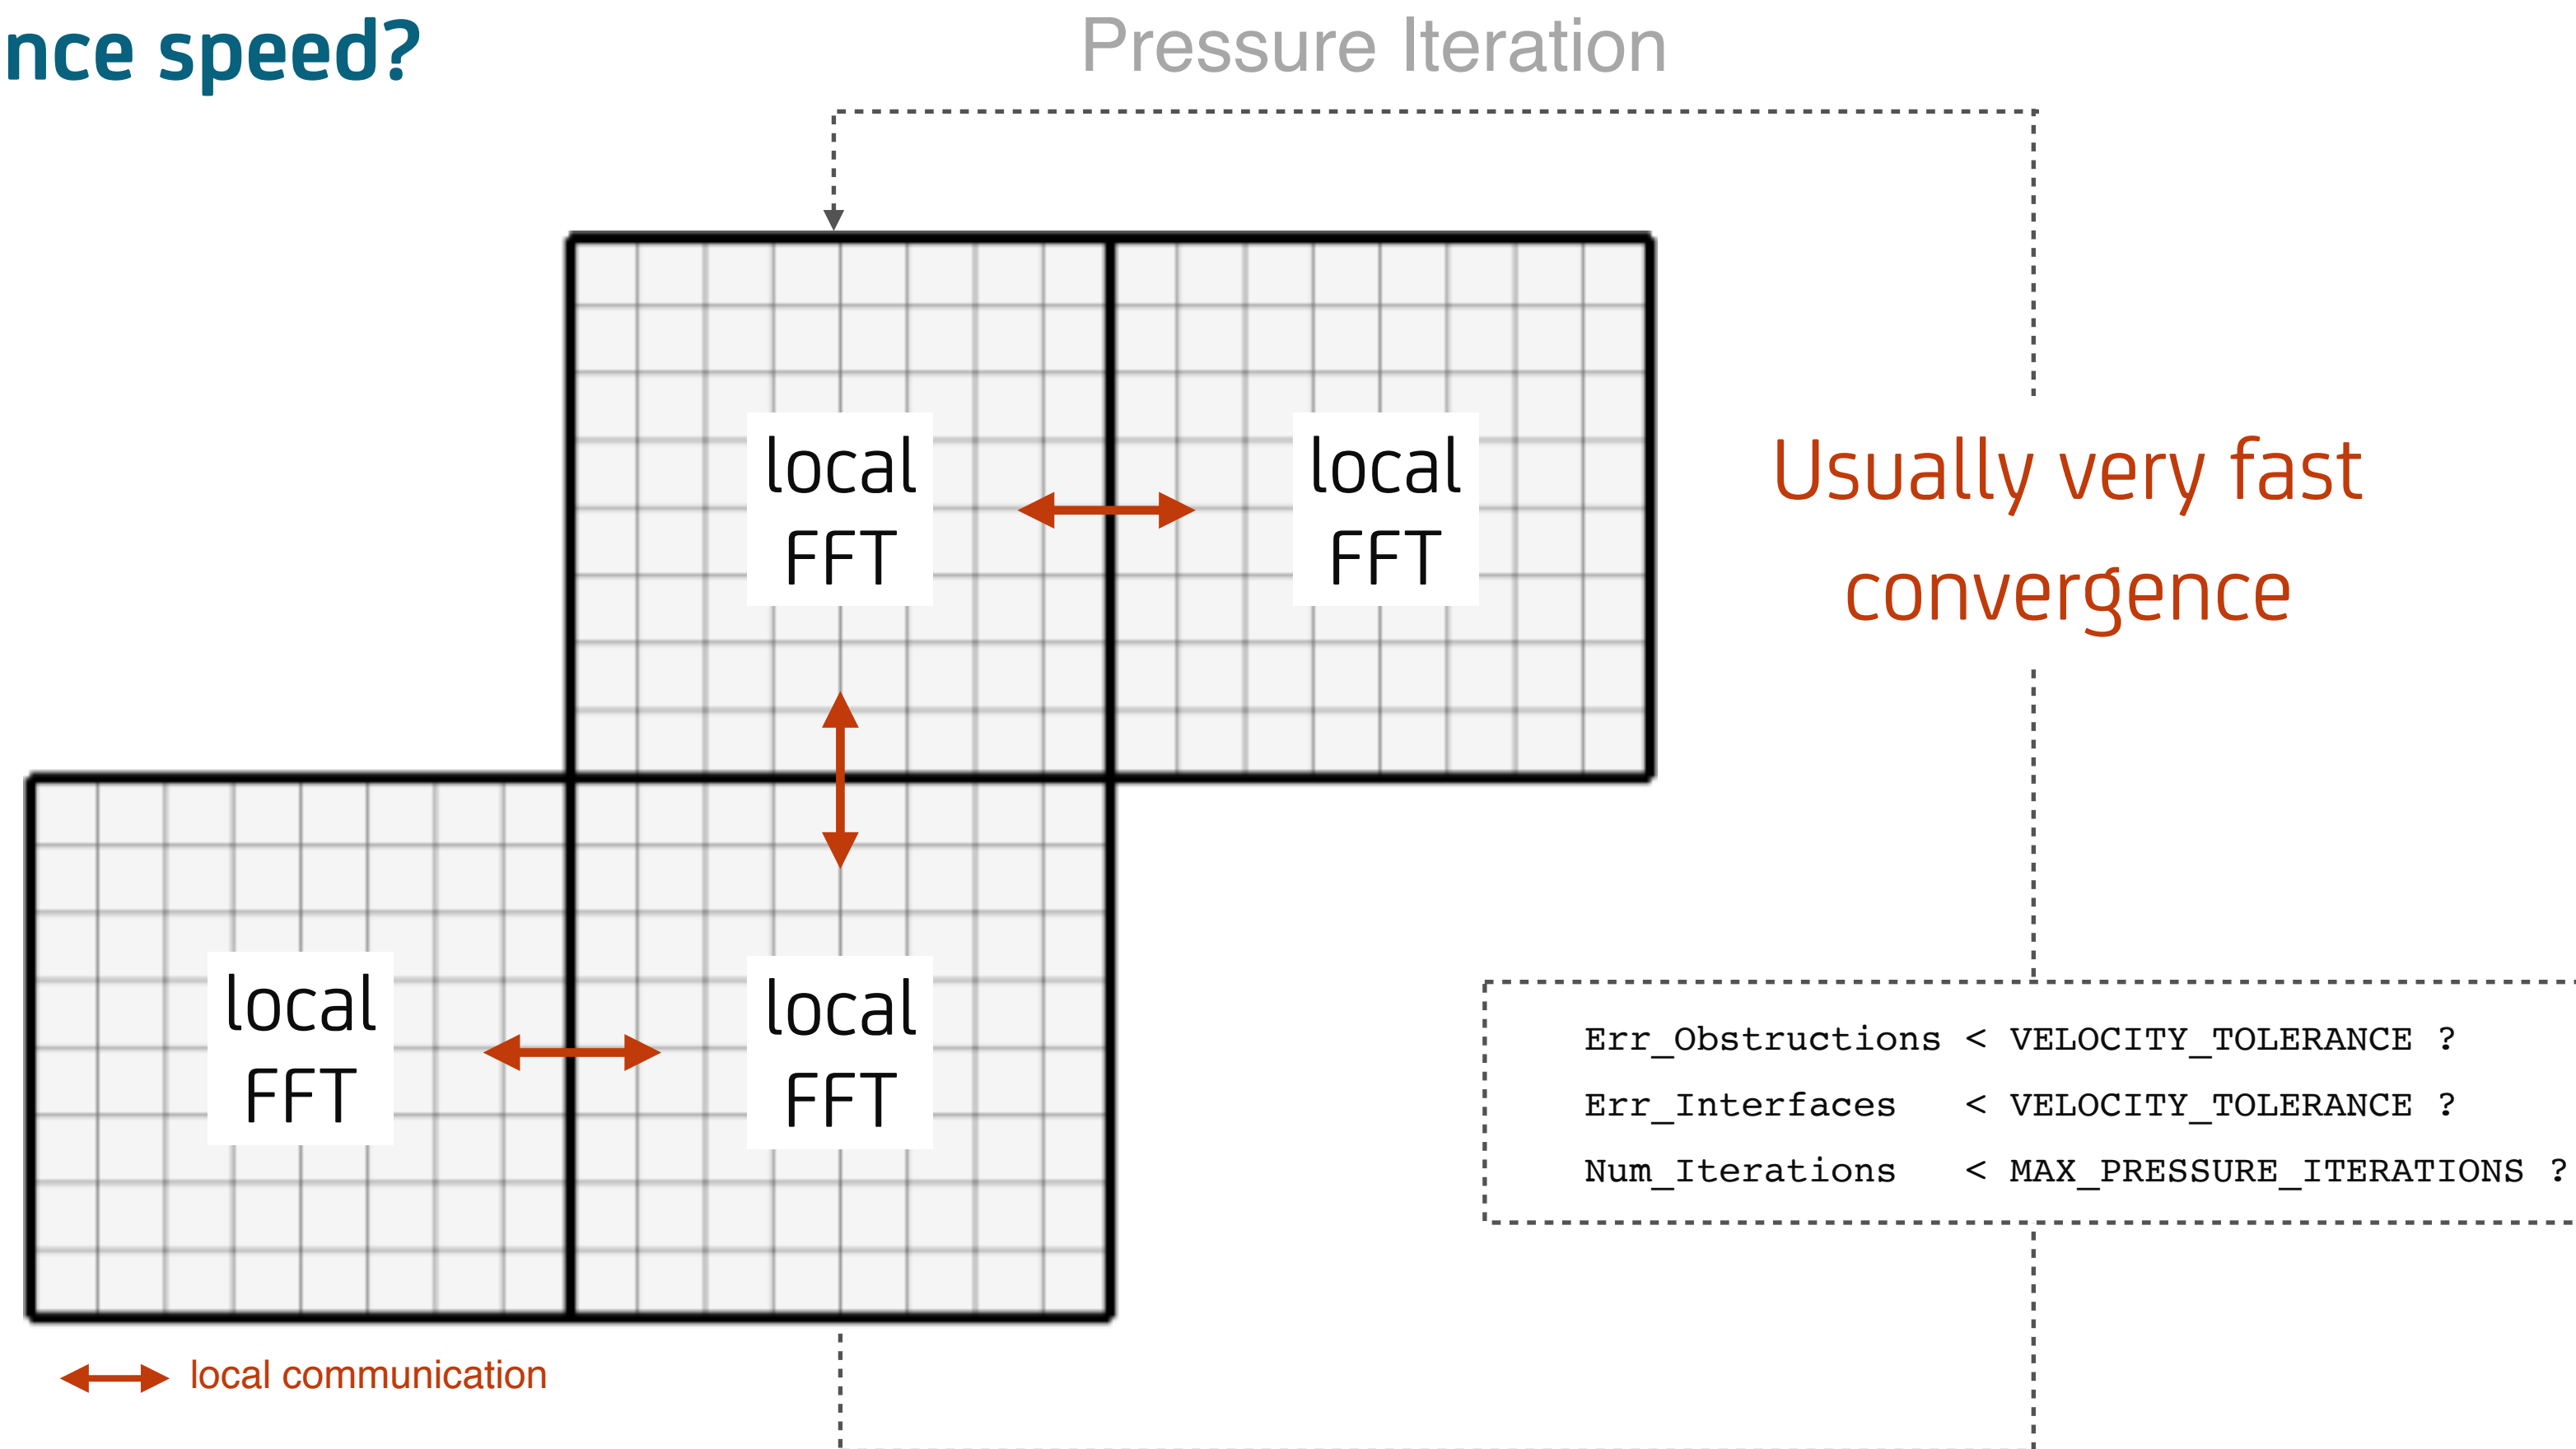 nce speed?
Pressure Iteration
local
FFT
local
FFT
Usually very fast
convergence
local
FFT
local
FFT
Err_Obstructions < VELOCITY_TOLERANCE ?
Err_Interfaces < VELOCITY_TOLERANCE ?
Num_Iterations < MAX_PRESSURE_ITERATIONS ?
local communication